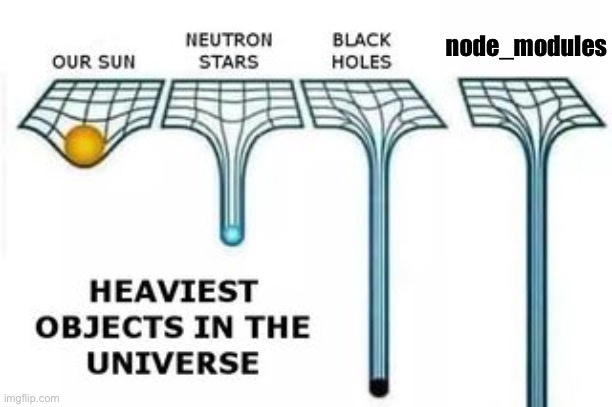 OUR SUN
NEUTRON
STARS
BLACK
HOLES
node_modules
HEAVIEST
OBJECTS IN THE
UNIVERSE
imgflip.com